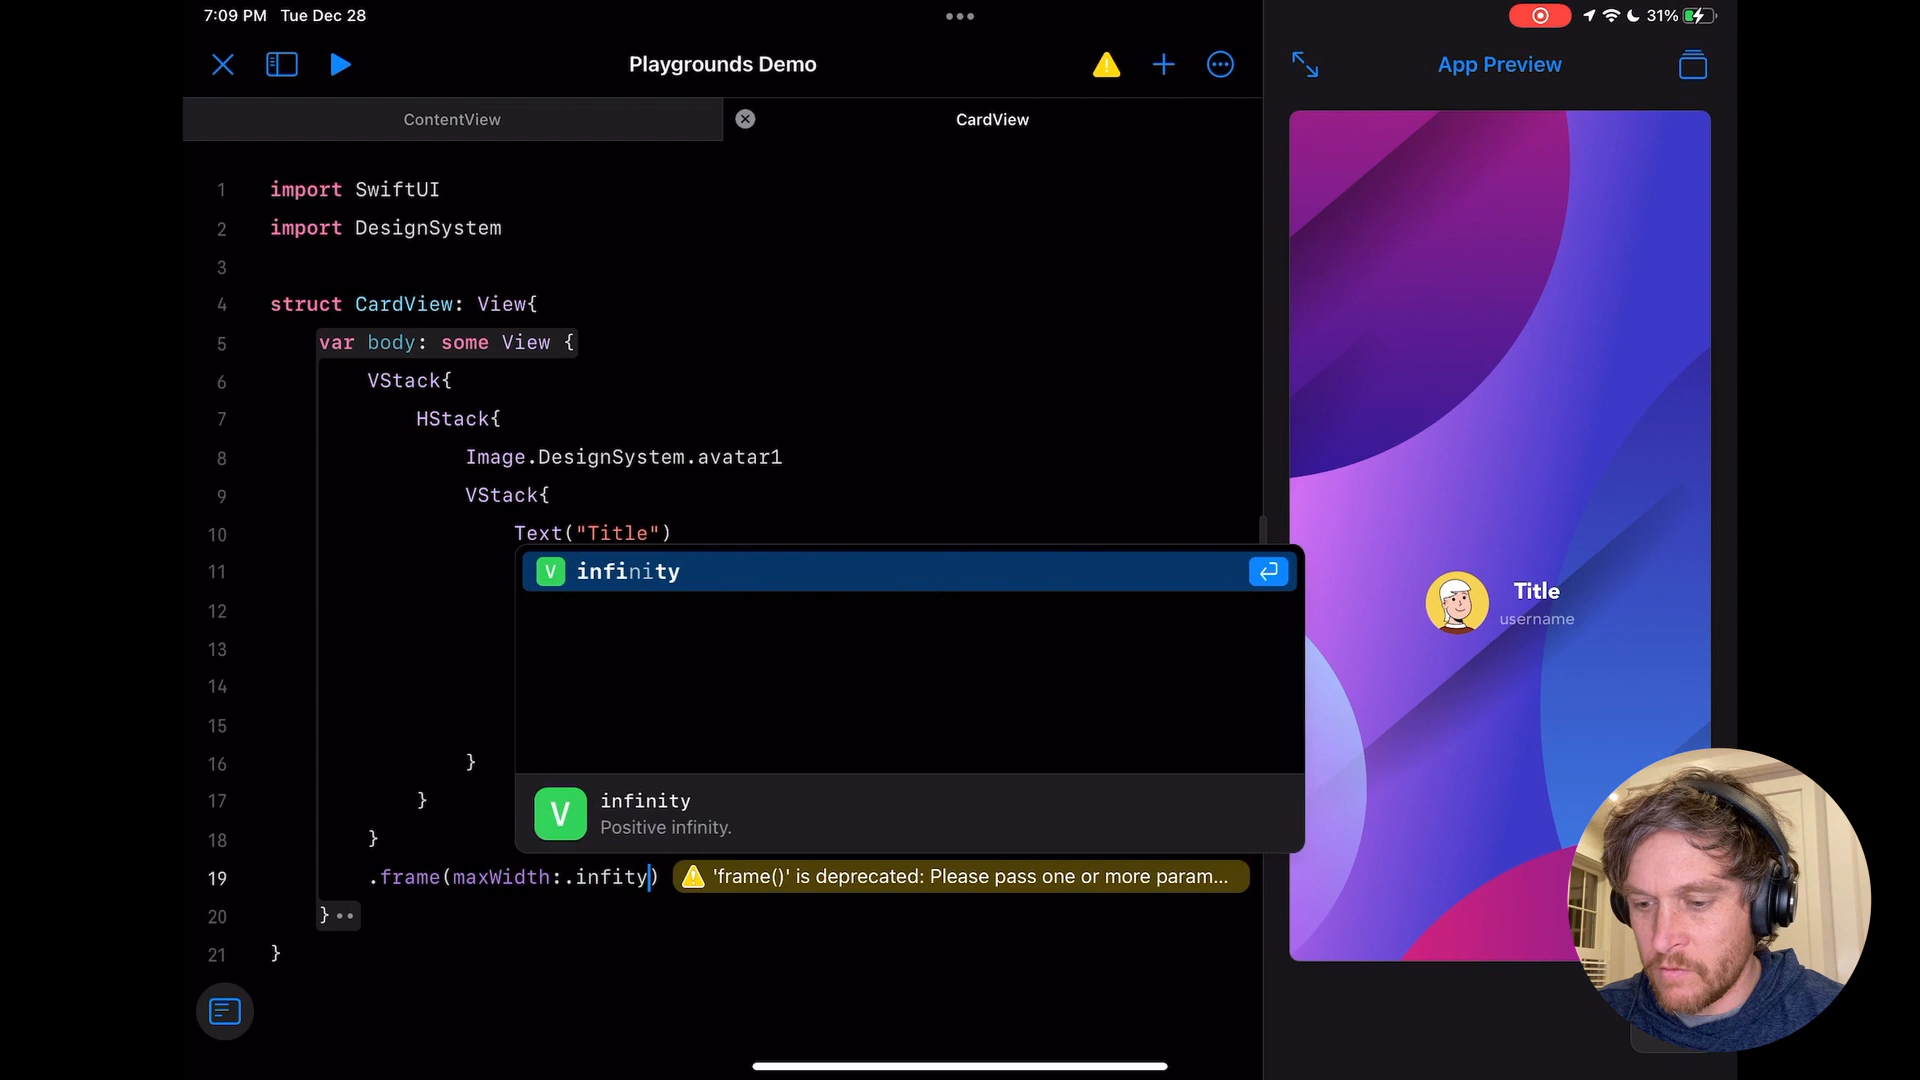 7:09 PM Tue Dec 28
31%
Playgrounds Demo
App Preview
ContentView
CardView
1 import SwiftUI
2 import DesignSystem
3
4 struct CardView: View{
5 var body: some View {
6 VStack{
7 HStack{
8 Image.DesignSystem.avatar1
9 VStack{
10 Text("Title")
11
12
13
14
15
16 }
17 }
18 }
19 .frame(maxWidth:.infity) 'frame()' is deprecated: Please pass one or more param...
20 }
21 }
V infinity
V infinity
Positive infinity.
Title
username